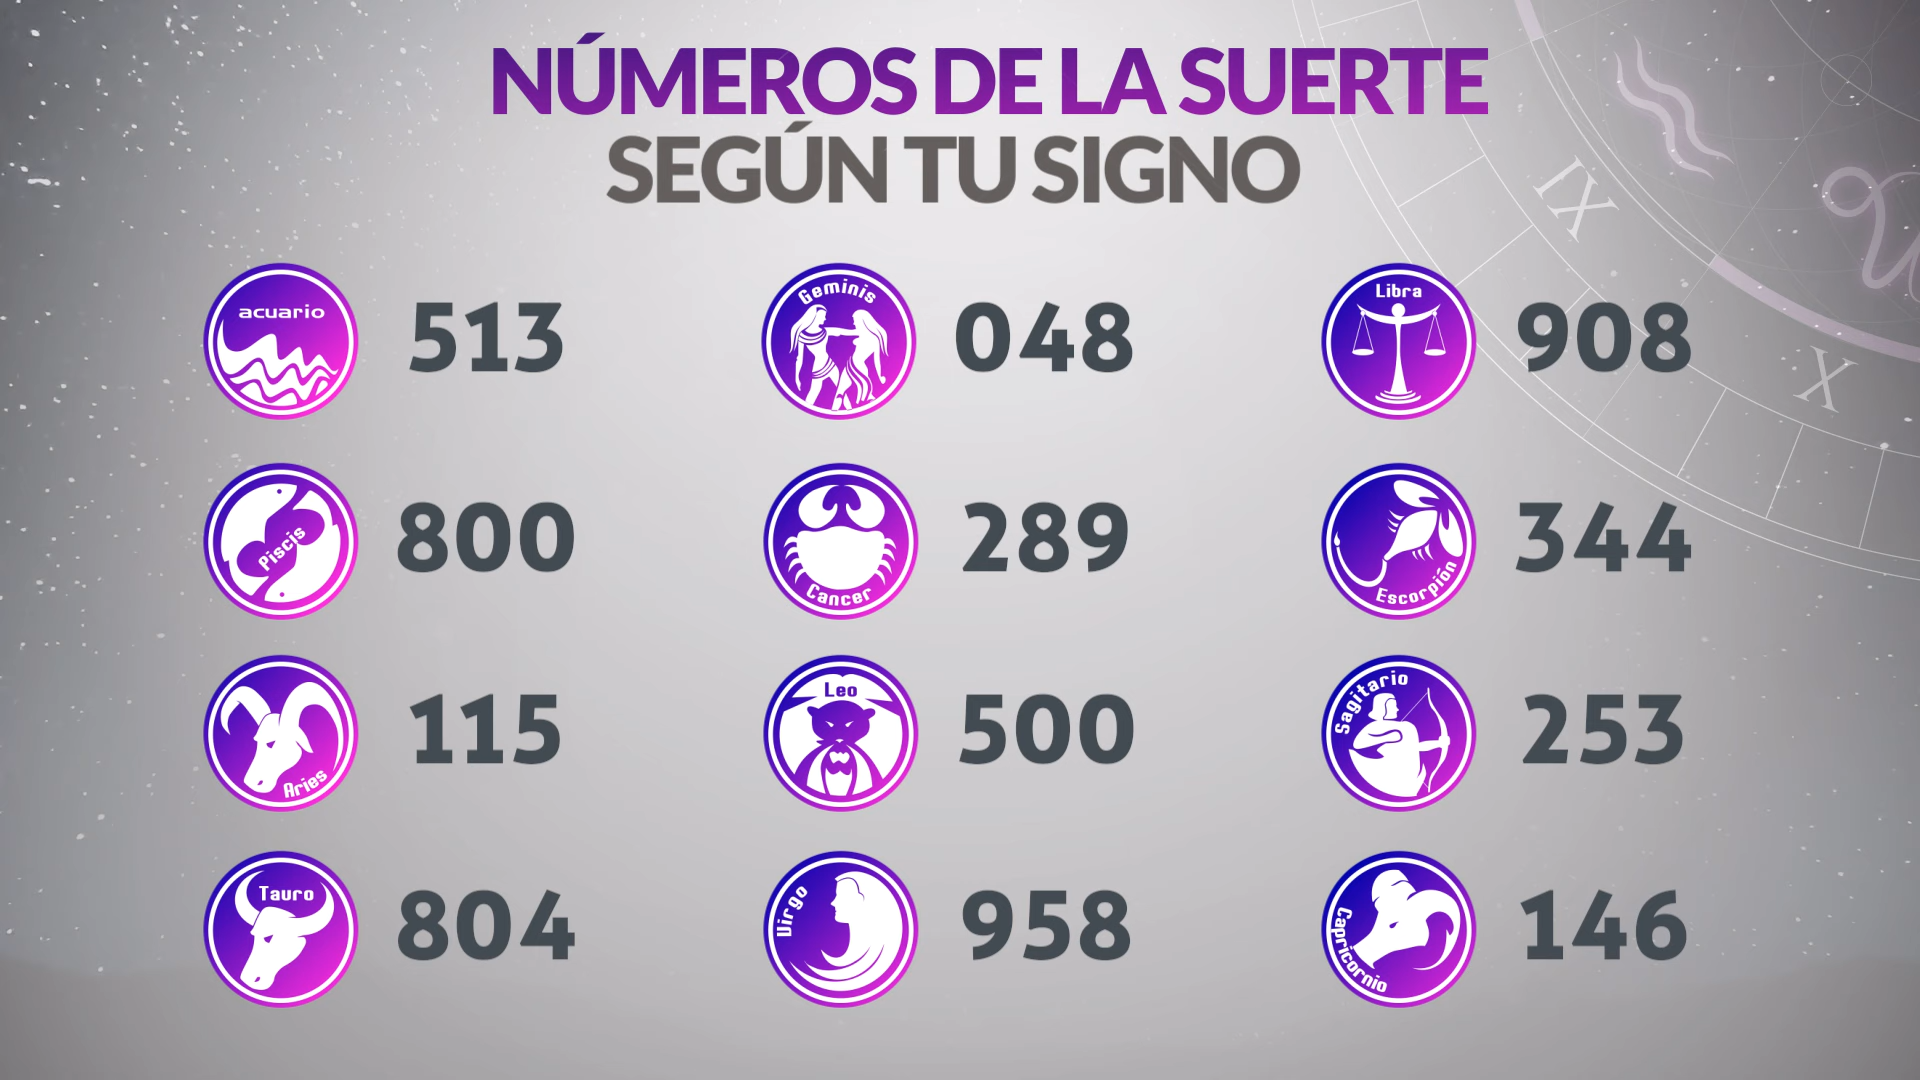 NÚMEROS DE LA SUERTE
SEGÚN TU SIGNO
IX
X
acuario 513
Geminis 048
Libra 908
Piscis 800
Cancer 289
Escorpión 344
Aries 115
Leo 500
Sagitario 253
Tauro 804
Virgo 958
Capricornio 146